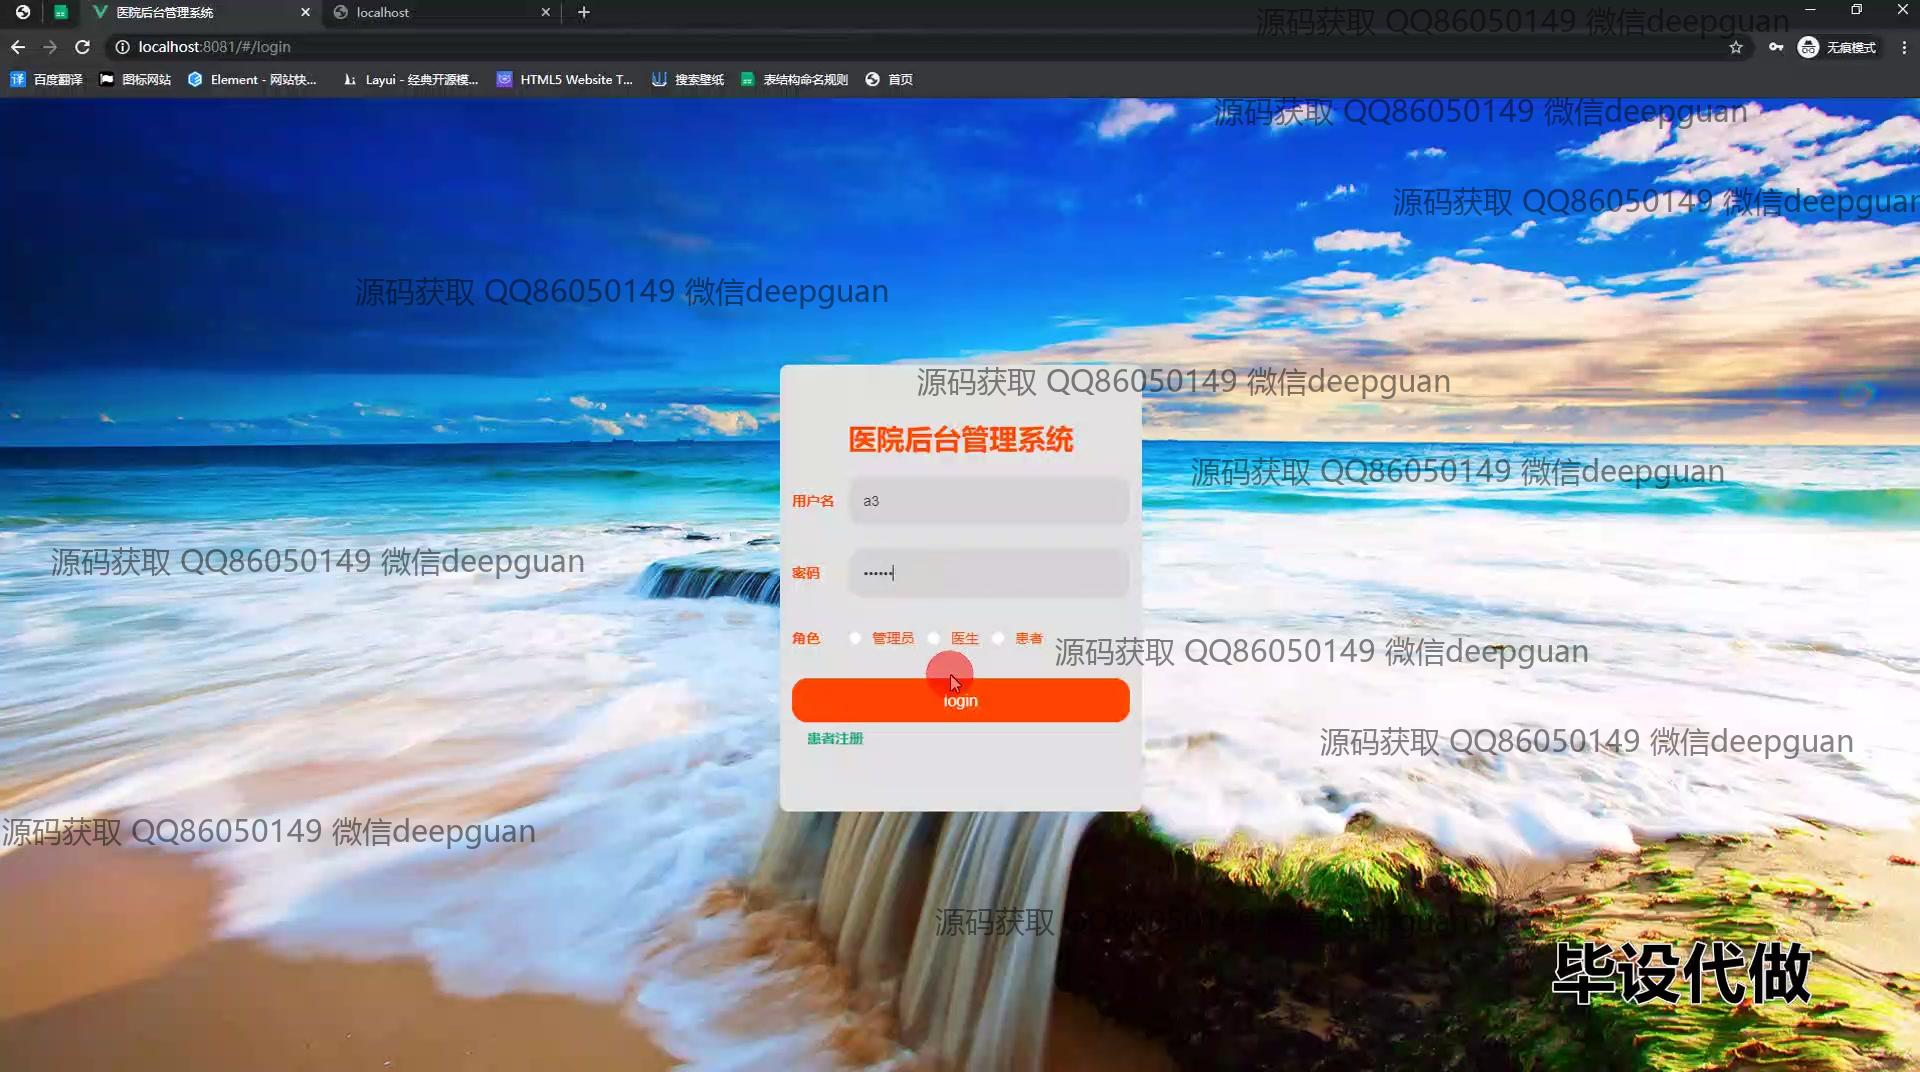 医院后台管理系统
localhost
源码获取 QQ86050149 微信deepguan
localhost:8081/#/login
无痕模式
百度翻译
图标网站
Element - 网站快...
Layui - 经典开源模...
HTML5 Website T...
搜索壁纸
表结构命名规则
首页
源码获取 QQ86050149 微信deepguan
源码获取 QQ86050149 微信deepguan
源码获取 QQ86050149 微信deepguan
源码获取 QQ86050149 微信deepguan
医院后台管理系统
源码获取 QQ86050149 微信deepguan
用户名 a3
源码获取 QQ86050149 微信deepguan
密码 ••••••
角色 管理员 医生 患者
源码获取 QQ86050149 微信deepguan
login
患者注册
源码获取 QQ86050149 微信deepguan
源码获取 QQ86050149 微信deepguan
源码获取 QQ86050149 微信deepguan
毕设代做